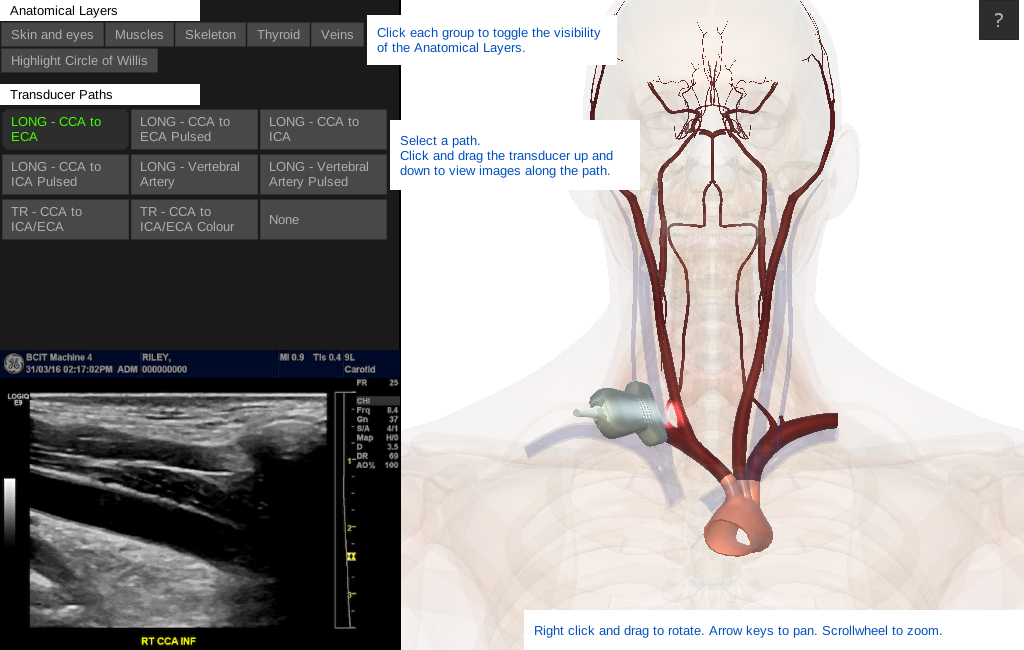 Anatomical Layers
Skin and eyes
Muscles
Skeleton
Thyroid
Veins
Highlight Circle of Willis
Click each group to toggle the visibility
of the Anatomical Layers.
?
Transducer Paths
LONG - CCA to
ECA
LONG - CCA to
ECA Pulsed
LONG - CCA to
ICA
LONG - CCA to
ICA Pulsed
LONG - Vertebral
Artery
LONG - Vertebral
Artery Pulsed
TR - CCA to
ICA/ECA
TR - CCA to
ICA/ECA Colour
None
Select a path.
Click and drag the transducer up and
down to view images along the path.
BCIT Machine 4 RILEY, MI 0.9 TIs 0.4 9L
31/03/16 02:17:02PM ADM 000000000 Carotid
FR 25
LOGIQ
E9
CHI
Frq 8.4
Gn 37
S/A 4/1
Map H/0
D 3.5
DR 69
AO% 100
1
2
3
RT CCA INF
Right click and drag to rotate. Arrow keys to pan. Scrollwheel to zoom.